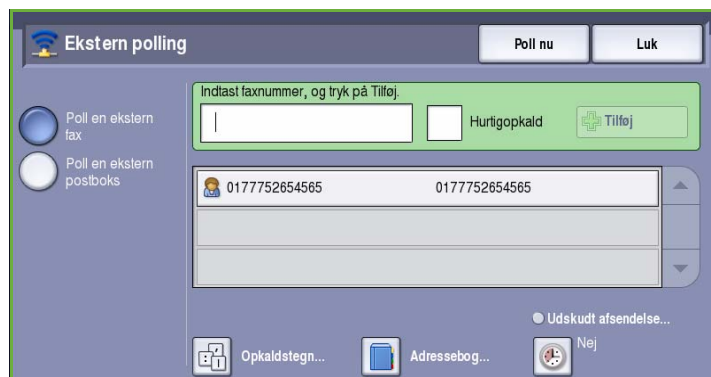 Ekstern polling
Poll nu
Luk
Poll en ekstern
fax
Poll en ekstern
postboks
Indtast faxnummer, og tryk på Tilføj.
Hurtigopkald
Tilføj
0177752654565 0177752654565
Udskudt afsendelse...
Nej
Opkaldstegn...
Adressebog...